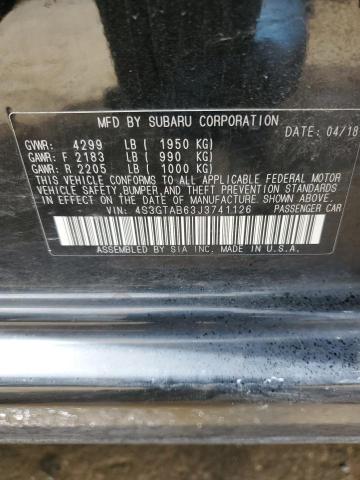 MFD BY SUBARU CORPORATION
DATE: 04/18
GVWR: 4299 LB ( 1950 KG)
GAWR: F 2183 LB ( 990 KG)
GAWR: R 2205 LB ( 1000 KG)
THIS VEHICLE CONFORMS TO ALL APPLICABLE FEDERAL MOTOR
VEHICLE SAFETY, BUMPER, AND THEFT PREVENTION STANDARDS
IN EFFECT ON THE DATE OF MANUFACTURE SHOWN ABOVE.
VIN: 4S3GTAB63J3741126 PASSENGER CAR
ASSEMBLED BY SIA INC. IN U.S.A.